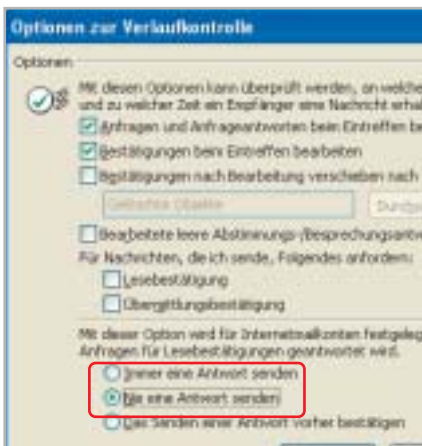 Optionen zur Verlaufkontrolle
Optionen
Mit diesen Optionen kann überprüft werden, an welche
und zu welcher Zeit ein Empfänger eine Nachricht erhal
Anfragen und Anfrageantworten beim Eintreffen be
Bestätigungen beim Eintreffen bearbeiten
Bestätigungen nach Bearbeitung verschieben nach
Gelöschte Objekte
Durchs
Bearbeitete leere Abstimmungs-/Besprechungsantw
Für Nachrichten, die ich sende, Folgendes anfordern:
Lesebestätigung
Übermittlungsbestätigung
Mit dieser Option wird für Internetmailkonten festgeleg
Anfragen für Lesebestätigungen geantwortet wird.
Immer eine Antwort senden
Nie eine Antwort senden
Das Senden einer Antwort vorher bestätigen